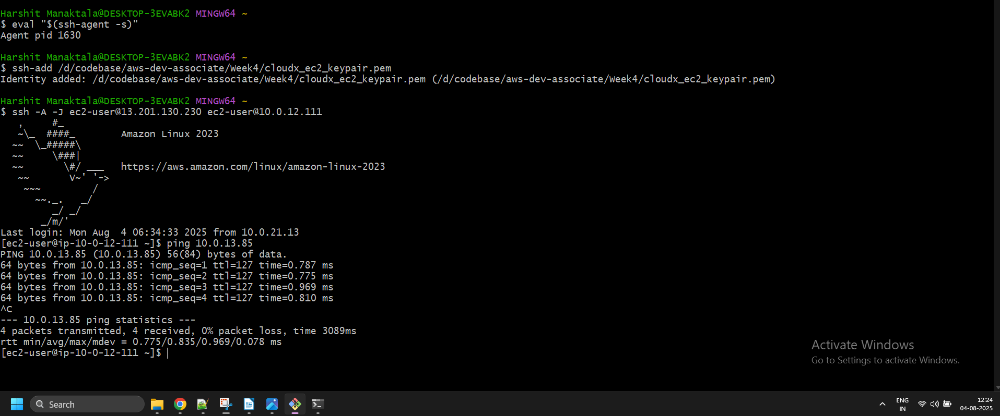 Harshit Manaktala@DESKTOP-3EVABK2 MINGW64 ~
$ eval "$(ssh-agent -s)"
Agent pid 1630

Harshit Manaktala@DESKTOP-3EVABK2 MINGW64 ~
$ ssh-add /d/codebase/aws-dev-associate/Week4/cloudx_ec2_keypair.pem
Identity added: /d/codebase/aws-dev-associate/Week4/cloudx_ec2_keypair.pem (/d/codebase/aws-dev-associate/Week4/cloudx_ec2_keypair.pem)

Harshit Manaktala@DESKTOP-3EVABK2 MINGW64 ~
$ ssh -A -J ec2-user@13.201.130.230 ec2-user@10.0.12.111
   ,     #_
   ~\_  ####_        Amazon Linux 2023
  ~~  \_#####\
  ~~     \###|
  ~~       \#/ ___   https://aws.amazon.com/linux/amazon-linux-2023
   ~~       V~' '->
    ~~~         /
      ~~._.   _/
         _/ _/
       _/m/'
Last login: Mon Aug  4 06:34:33 2025 from 10.0.21.13
[ec2-user@ip-10-0-12-111 ~]$ ping 10.0.13.85
PING 10.0.13.85 (10.0.13.85) 56(84) bytes of data.
64 bytes from 10.0.13.85: icmp_seq=1 ttl=127 time=0.787 ms
64 bytes from 10.0.13.85: icmp_seq=2 ttl=127 time=0.775 ms
64 bytes from 10.0.13.85: icmp_seq=3 ttl=127 time=0.969 ms
64 bytes from 10.0.13.85: icmp_seq=4 ttl=127 time=0.810 ms
^C
--- 10.0.13.85 ping statistics ---
4 packets transmitted, 4 received, 0% packet loss, time 3089ms
rtt min/avg/max/mdev = 0.775/0.835/0.969/0.078 ms
[ec2-user@ip-10-0-12-111 ~]$
Activate Windows
Go to Settings to activate Windows.
Search
ENG
IN
12:24
04-08-2025